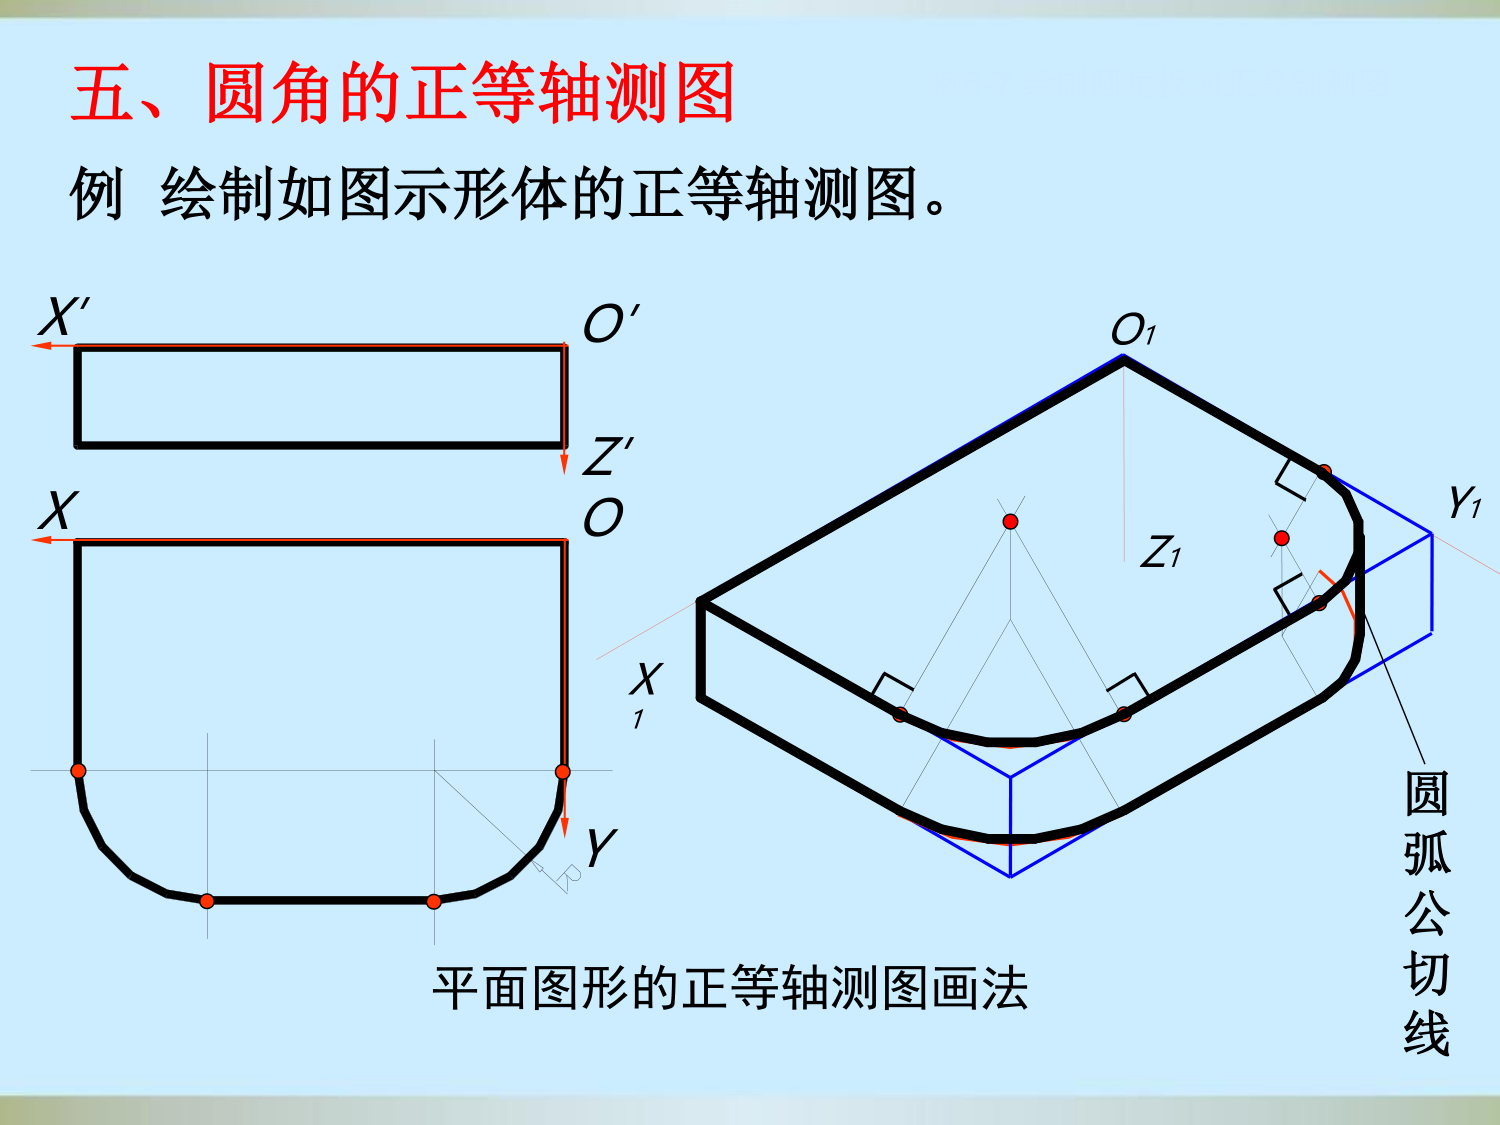 五、圆角的正等轴测图
例 绘制如图示形体的正等轴测图。
X′
O′
Z′
X
O
Y
R
O1
Y1
Z1
X
1
圆
弧
公
切
线
平面图形的正等轴测图画法